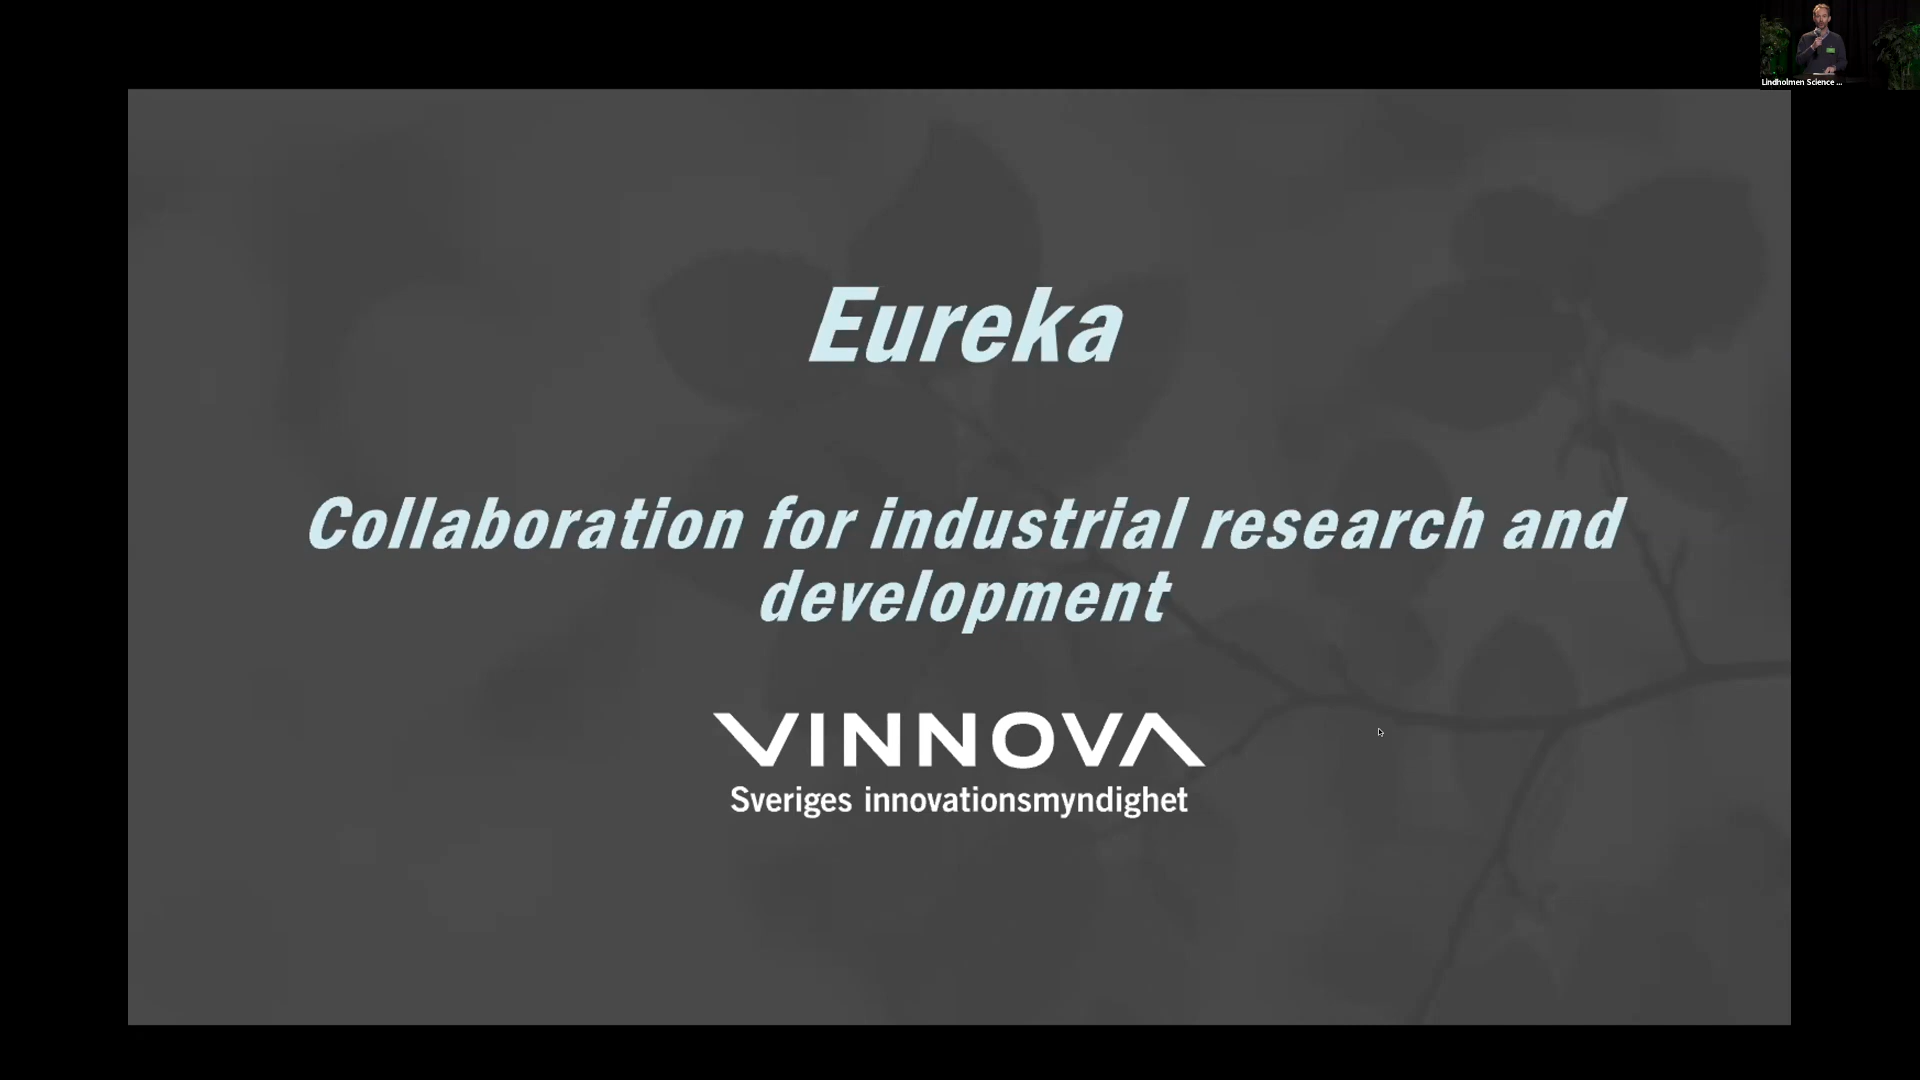 Lindholmen Science ...
Eureka
Collaboration for industrial research and
development
VINNOVA
Sveriges innovationsmyndighet